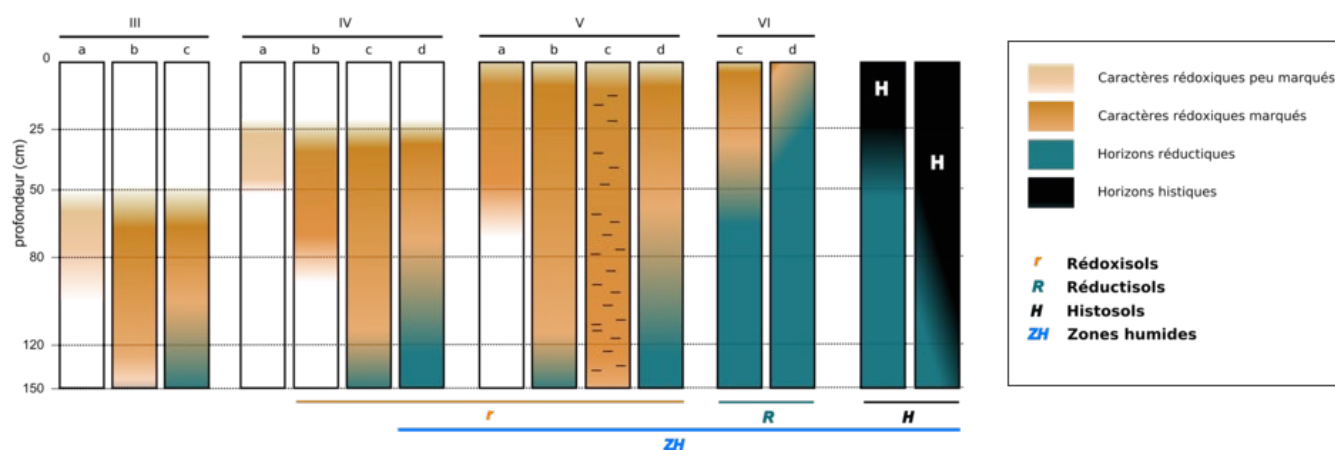 III IV V VI
a b c a b c d a b c d c d
0
25
50
80
120
150
profondeur (cm)
H
H
r R H
ZH
Caractères rédoxiques peu marqués
Caractères rédoxiques marqués
Horizons réductiques
Horizons histiques
r Rédoxisols
R Réductisols
H Histosols
ZH Zones humides